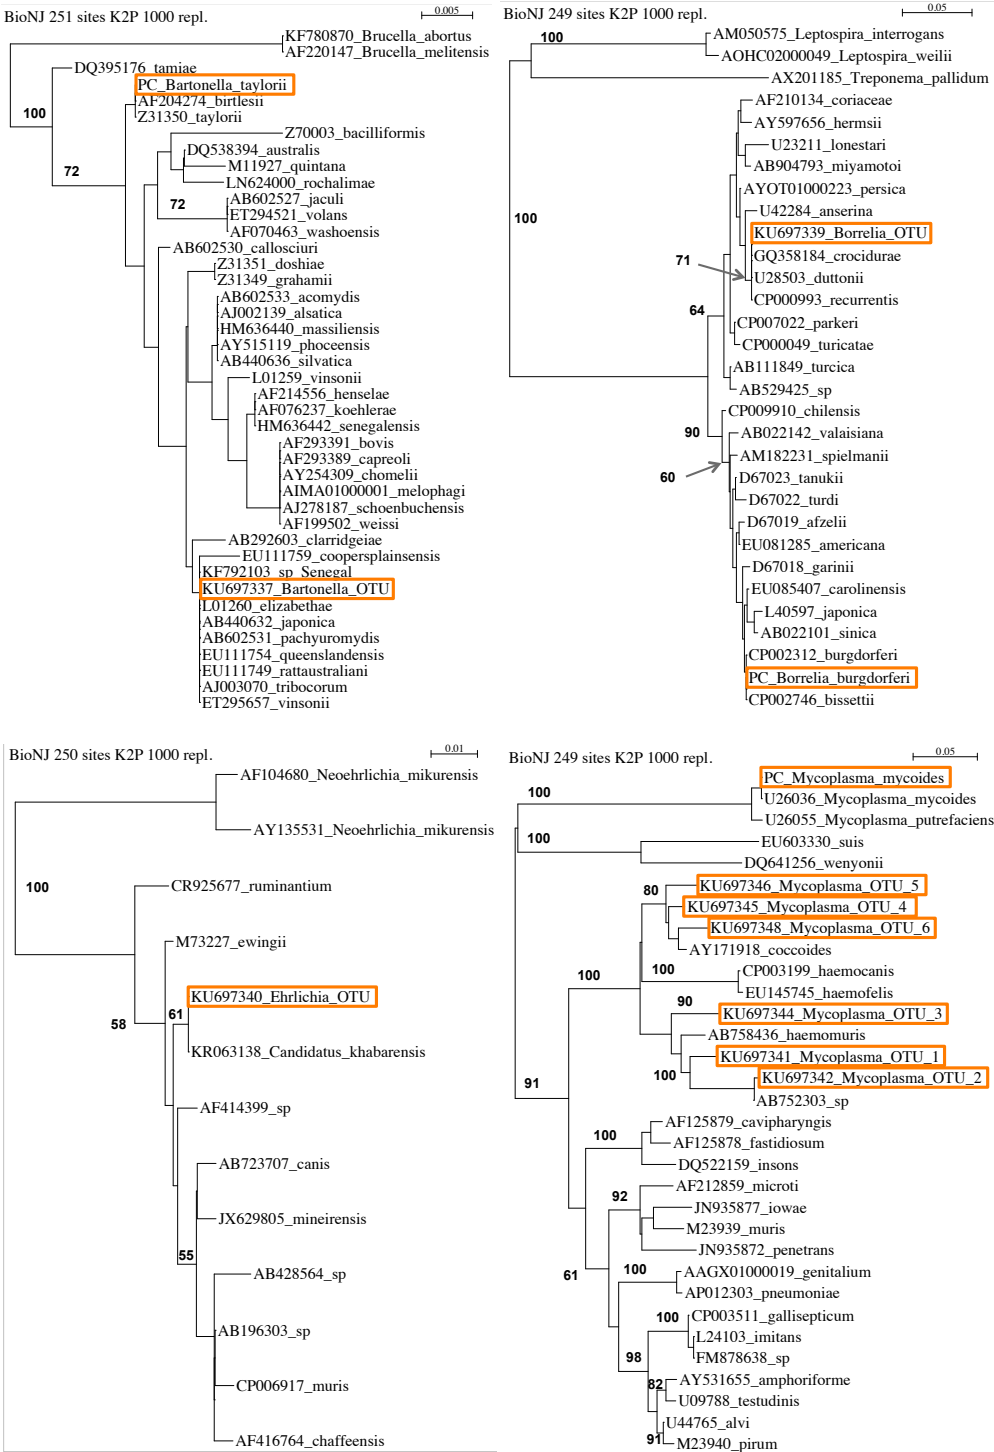 BioNJ 251 sites K2P 1000 repl.
0.005
KF780870_Brucella_abortus
AF220147_Brucella_melitensis
DQ395176_tamiae
PC_Bartonella_taylorii
AF204274_birtlesii
100
Z31350_taylorii
Z70003_bacilliformis
DQ538394_australis
M11927_quintana
72
LN624000_rochalimae
AB602527_jaculi
72
ET294521_volans
AF070463_washoensis
AB602530_callosciuri
Z31351_doshiae
Z31349_grahamii
AB602533_acomydis
AJ002139_alsatica
HM636440_massiliensis
AY515119_phoceensis
AB440636_silvatica
L01259_vinsonii
AF214556_henselae
AF076237_koehlerae
HM636442_senegalensis
AF293391_bovis
AF293389_capreoli
AY254309_chomelii
AIMA01000001_melophagi
AJ278187_schoenbuchensis
AF199502_weissi
AB292603_clarridgeiae
EU111759_coopersplainsensis
KF792103_sp_Senegal
KU697337_Bartonella_OTU
L01260_elizabethae
AB440632_japonica
AB602531_pachyuromydis
EU111754_queenslandensis
EU111749_rattaustraliani
AJ003070_tribocorum
ET295657_vinsonii
BioNJ 249 sites K2P 1000 repl.
0.05
AM050575_Leptospira_interrogans
100
AOHC02000049_Leptospira_weilii
AX201185_Treponema_pallidum
AF210134_coriaceae
AY597656_hermsii
U23211_lonestari
AB904793_miyamotoi
AYOT01000223_persica
U42284_anserina
100
KU697339_Borrelia_OTU
GQ358184_crocidurae
71
U28503_duttonii
CP000993_recurrentis
64
CP007022_parkeri
CP000049_turicatae
AB111849_turcica
AB529425_sp
CP009910_chilensis
90
AB022142_valaisiana
AM182231_spielmanii
60
D67023_tanukii
D67022_turdi
D67019_afzelii
EU081285_americana
D67018_garinii
EU085407_carolinensis
L40597_japonica
AB022101_sinica
CP002312_burgdorferi
PC_Borrelia_burgdorferi
CP002746_bissettii
BioNJ 250 sites K2P 1000 repl.
0.01
AF104680_Neoehrlichia_mikurensis
AY135531_Neoehrlichia_mikurensis
100
CR925677_ruminantium
M73227_ewingii
KU697340_Ehrlichia_OTU
61
58
KR063138_Candidatus_khabarensis
AF414399_sp
AB723707_canis
JX629805_mineirensis
55
AB428564_sp
AB196303_sp
CP006917_muris
AF416764_chaffeensis
BioNJ 249 sites K2P 1000 repl.
0.05
PC_Mycoplasma_mycoides
100
U26036_Mycoplasma_mycoides
U26055_Mycoplasma_putrefaciens
100
EU603330_suis
DQ641256_wenyonii
80
KU697346_Mycoplasma_OTU_5
KU697345_Mycoplasma_OTU_4
KU697348_Mycoplasma_OTU_6
AY171918_coccoides
100
100
CP003199_haemocanis
EU145745_haemofelis
90
KU697344_Mycoplasma_OTU_3
AB758436_haemomuris
KU697341_Mycoplasma_OTU_1
100
KU697342_Mycoplasma_OTU_2
91
AB752303_sp
AF125879_cavipharyngis
100
AF125878_fastidiosum
DQ522159_insons
AF212859_microti
92
JN935877_iowae
M23939_muris
JN935872_penetrans
61
100
AAGX01000019_genitalium
AP012303_pneumoniae
100
CP003511_gallisepticum
L24103_imitans
98
FM878638_sp
82
AY531655_amphoriforme
U09788_testudinis
U44765_alvi
91
M23940_pirum